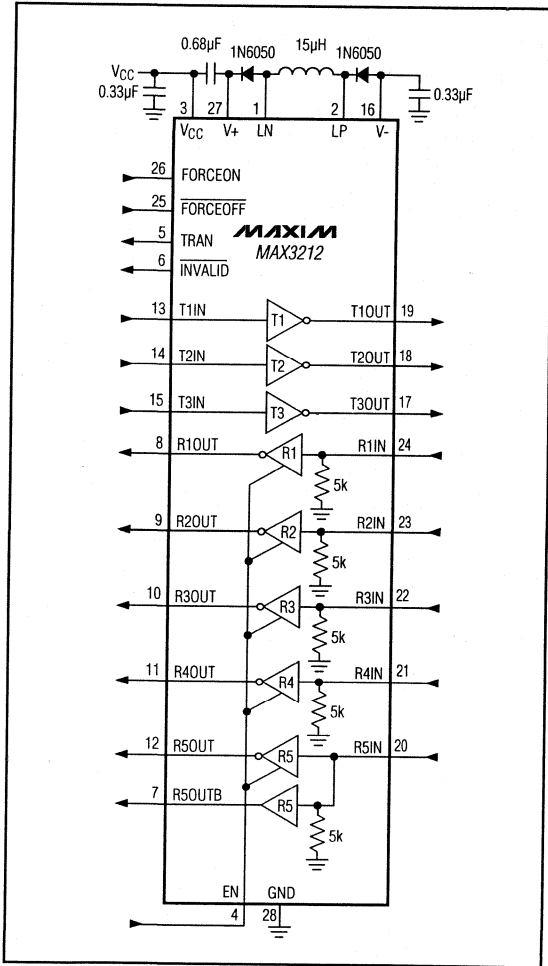 0.68µF 1N6050 15µH 1N6050
VCC
0.33µF 0.33µF
3 27 1 2 16
VCC V+ LN LP V-
26 FORCEON
25 FORCEOFF
MAXIM
5 TRAN
MAX3212
6 INVALID
13 T1IN T1 T1OUT 19
14 T2IN T2 T2OUT 18
15 T3IN T3 T3OUT 17
8 R1OUT R1 R1IN 24
5k
9 R2OUT R2 R2IN 23
5k
10 R3OUT R3 R3IN 22
5k
11 R4OUT R4 R4IN 21
5k
12 R5OUT R5 R5IN 20
7 R5OUTB R5
5k
EN GND
4 28